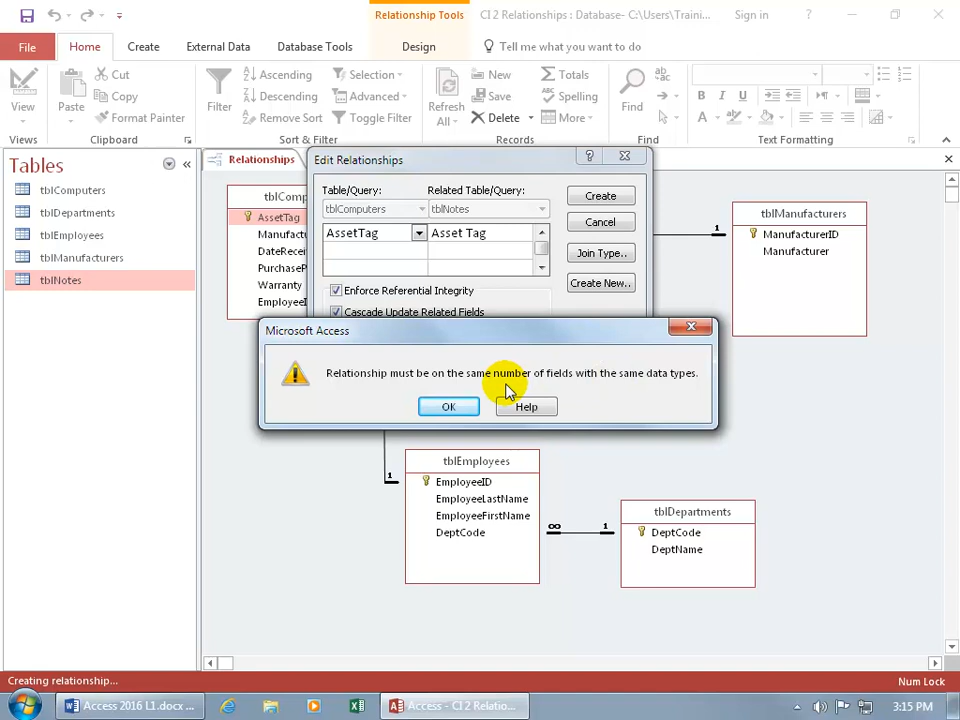 Relationship Tools
CI 2 Relationships : Database- C:\Users\Traini...
Sign in
?
File
Home
Create
External Data
Database Tools
Design
Tell me what you want to do
View
Views
Paste
Cut
Copy
Format Painter
Clipboard
Filter
Ascending
Descending
Remove Sort
Selection
Advanced
Toggle Filter
Sort & Filter
Refresh
All
New
Save
Delete
Totals
Spelling
More
Records
Find
Find
B I U
A
Text Formatting
Tables
tblComputers
tblDepartments
tblEmployees
tblManufacturers
tblNotes
Relationships
tblComp
AssetTag
Manufactu
DateReceiv
PurchaseP
Warranty
EmployeeI
Edit Relationships
?
Table/Query:
Related Table/Query:
tblComputers
tblNotes
AssetTag
Asset Tag
Enforce Referential Integrity
Cascade Update Related Fields
Create
Cancel
Join Type..
Create New..
1
tblManufacturers
ManufacturerID
Manufacturer
Microsoft Access
Relationship must be on the same number of fields with the same data types.
OK
Help
1
tblEmployees
EmployeeID
EmployeeLastName
EmployeeFirstName
DeptCode
∞
1
tblDepartments
DeptCode
DeptName
Creating relationship...
Num Lock
Access 2016 L1.docx ...
Access - CI 2 Relatio...
3:15 PM